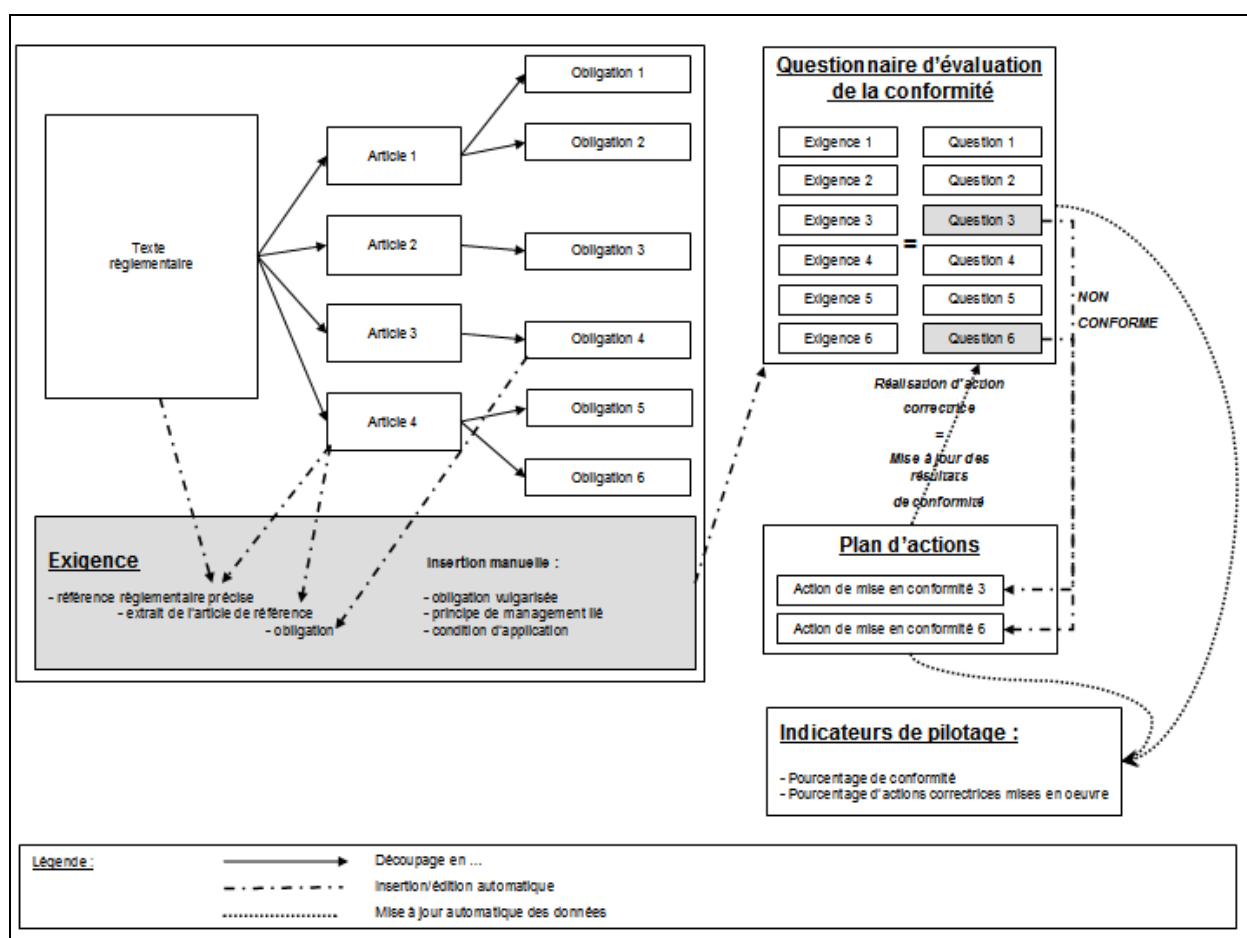 Texte
règlementaire
Article 1
Article 2
Article 3
Article 4
Obligation 1
Obligation 2
Obligation 3
Obligation 4
Obligation 5
Obligation 6
Exigence
- référence règlementaire précise
- extrait de l'article de référence
- obligation
Insertion manuelle :
- obligation vulgarisée
- principe de management lié
- condition d'application
Questionnaire d'évaluation
de la conformité
Exigence 1
Exigence 2
Exigence 3
Exigence 4
Exigence 5
Exigence 6
=
Question 1
Question 2
Question 3
Question 4
Question 5
Question 6
NON
CONFORME
Réalisation d'action
correctrice
=
Mise à jour des
résultats
de conformité
Plan d'actions
Action de mise en conformité 3
Action de mise en conformité 6
Indicateurs de pilotage :
- Pourcentage de conformité
- Pourcentage d'actions correctrices mises en oeuvre
Légende :
Découpage en ...
Insertion/édition automatique
Mise à jour automatique des données